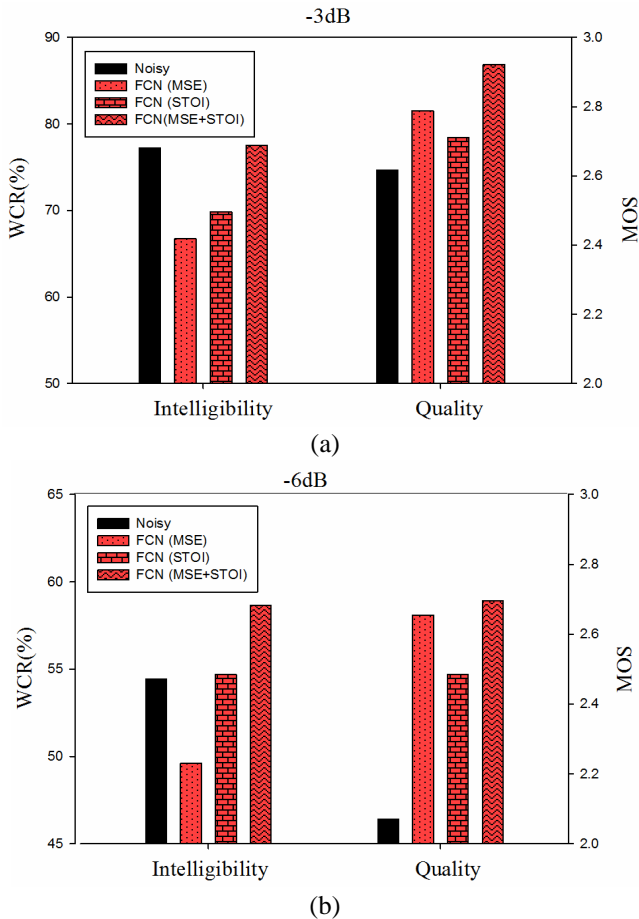 -3dB
90
80
70
60
50
WCR(%)
Noisy
FCN (MSE)
FCN (STOI)
FCN(MSE+STOI)
3.0
2.8
2.6
2.4
2.2
2.0
MOS
Intelligibility
Quality
(a)
-6dB
65
60
55
50
45
WCR(%)
Noisy
FCN (MSE)
FCN (STOI)
FCN (MSE+STOI)
3.0
2.8
2.6
2.4
2.2
2.0
MOS
Intelligibility
Quality
(b)